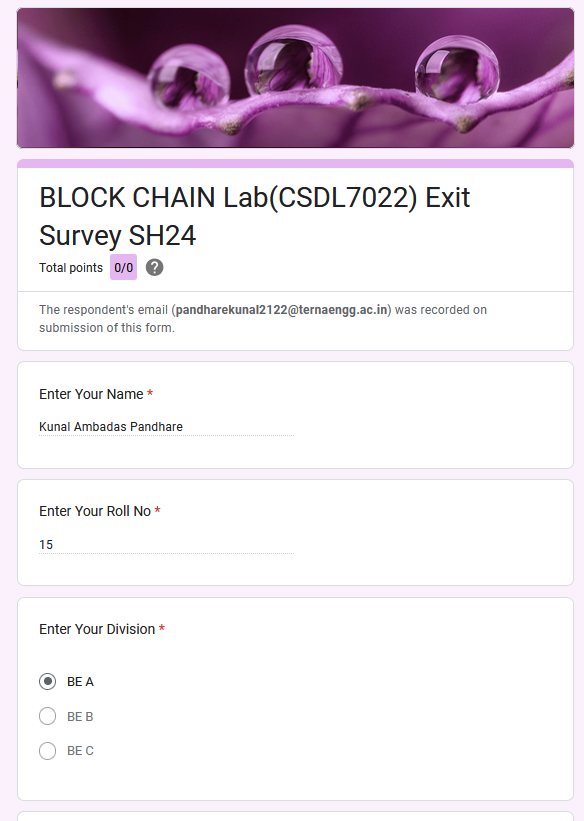 BLOCK CHAIN Lab(CSDL7022) Exit
Survey SH24
Total points 0/0 ?
The respondent's email (pandharekunal2122@ternaengg.ac.in) was recorded on
submission of this form.
Enter Your Name *
Kunal Ambadas Pandhare
Enter Your Roll No *
15
Enter Your Division *
BE A
BE B
BE C